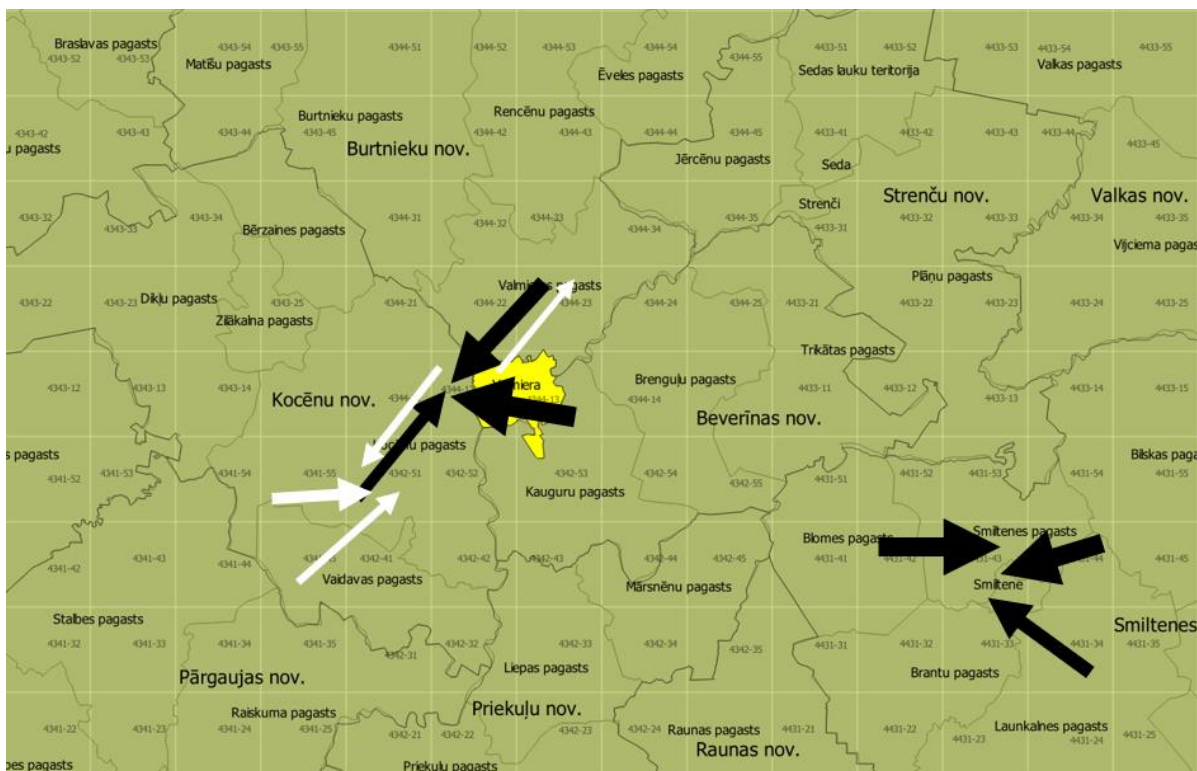 Braslavas pagasts
4343-52
4343-53
4343-54
4343-55
Matīšu pagasts
4344-51
4344-52
4344-53
4344-54
Ēveles pagasts
4344-55
4433-51
4433-52
Sedas lauku teritorija
4433-53
4433-54
Valkas pagasts
4433-55
Burtnieku pagasts
Rencēnu pagasts
4343-42
4343-43
4343-44
4343-45
4344-42
4344-43
4344-44
4344-45
4433-41
4433-42
4433-43
4433-44
4433-45
u pagasts
Burtnieku nov.
Jērcēnu pagasts
Seda
Strenču nov.
Valkas nov.
Strenči
4343-32
4343-33
4343-34
4344-31
4344-32
4344-33
4344-34
4344-35
4433-31
4433-32
4433-33
4433-34
4433-35
Bērzaines pagasts
Vijciema pagas
Plāņu pagasts
Dikļu pagasts
4343-22
4343-23
4343-25
4344-21
4344-22
4344-23
4344-24
4344-25
4433-21
4433-22
4433-23
4433-24
4433-25
Zilākalna pagasts
Trikātas pagasts
Brenguļu pagasts
4343-12
4343-13
4343-14
4344-13
4344-14
4433-11
4433-12
4433-13
4433-14
4433-15
Kocēnu nov.
Beverīnas nov.
s pagasts
Bilskas paga
4341-52
4341-53
4341-54
4341-55
4342-51
4342-52
4342-53
4342-54
4342-55
4431-51
4431-52
4431-53
4431-54
4431-55
Kauguru pagasts
Smiltenes pagasts
Blomes pagasts
4341-42
4341-43
4341-44
4342-41
4342-42
4342-43
4342-44
4342-45
4431-41
4431-45
Vaidavas pagasts
Mārsnēnu pagasts
Smiltene
Stalbes pagasts
Smiltenes
4341-32
4341-33
4341-34
4341-35
4342-31
4342-32
4342-33
4342-34
4342-35
4431-31
4431-32
4431-33
4431-34
4431-35
Liepas pagasts
Brantu pagasts
Pārgaujas nov.
Raiskuma pagasts
Priekuļu nov.
Raunas pagasts
Launkalnes pagasts
4341-22
4341-23
4341-24
4341-25
4342-21
4342-22
4342-23
4342-24
4342-25
4431-21
4431-22
4431-23
4431-24
4431-25
Raunas nov.
bes pagasts
Priekuļu pagasts